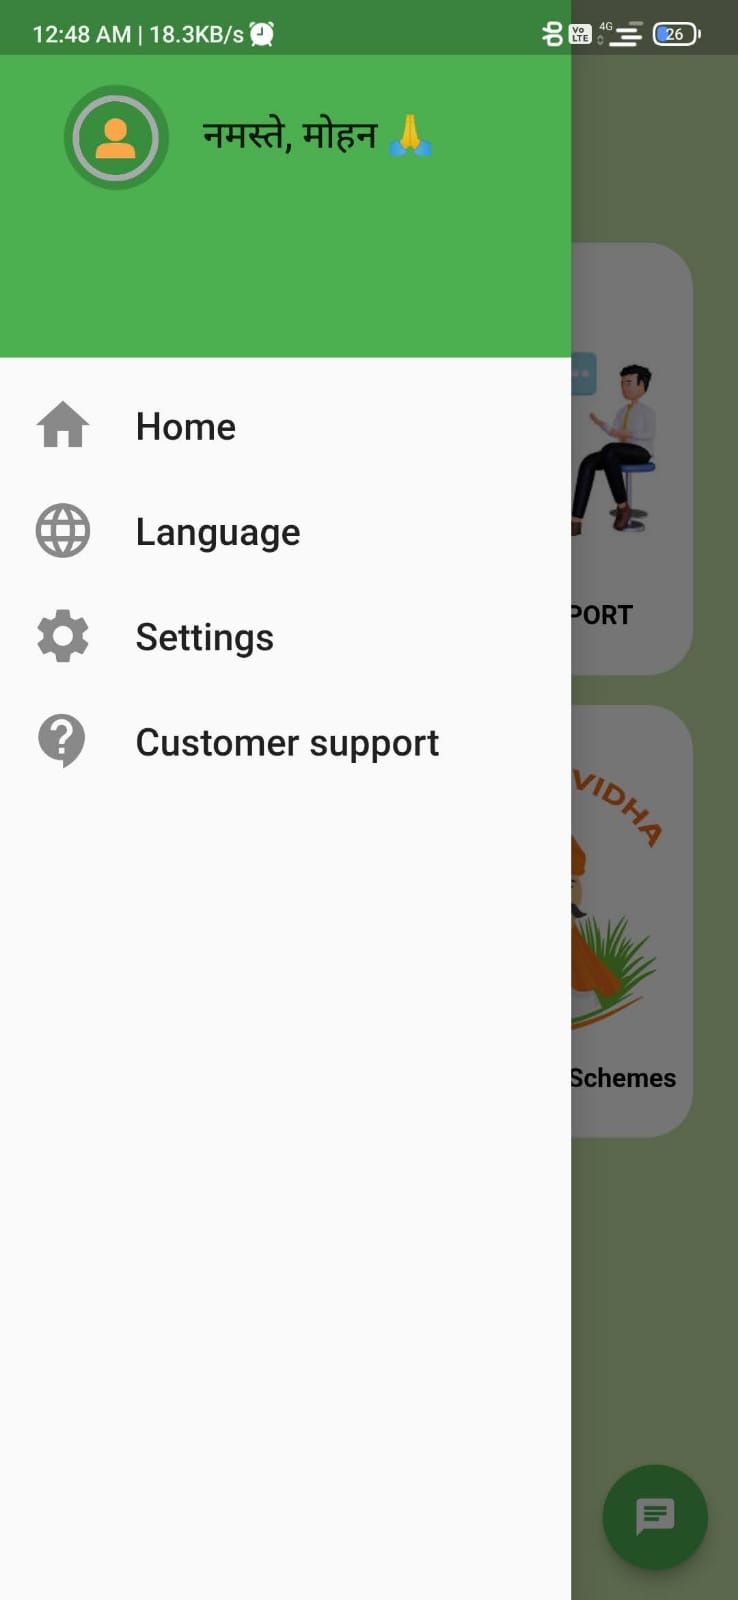 12:48 AM | 18.3KB/s
Vo LTE 4G 26
नमस्ते, मोहन 🙏
Home
Language
Settings
Customer support
PORT
VIDHA
Schemes